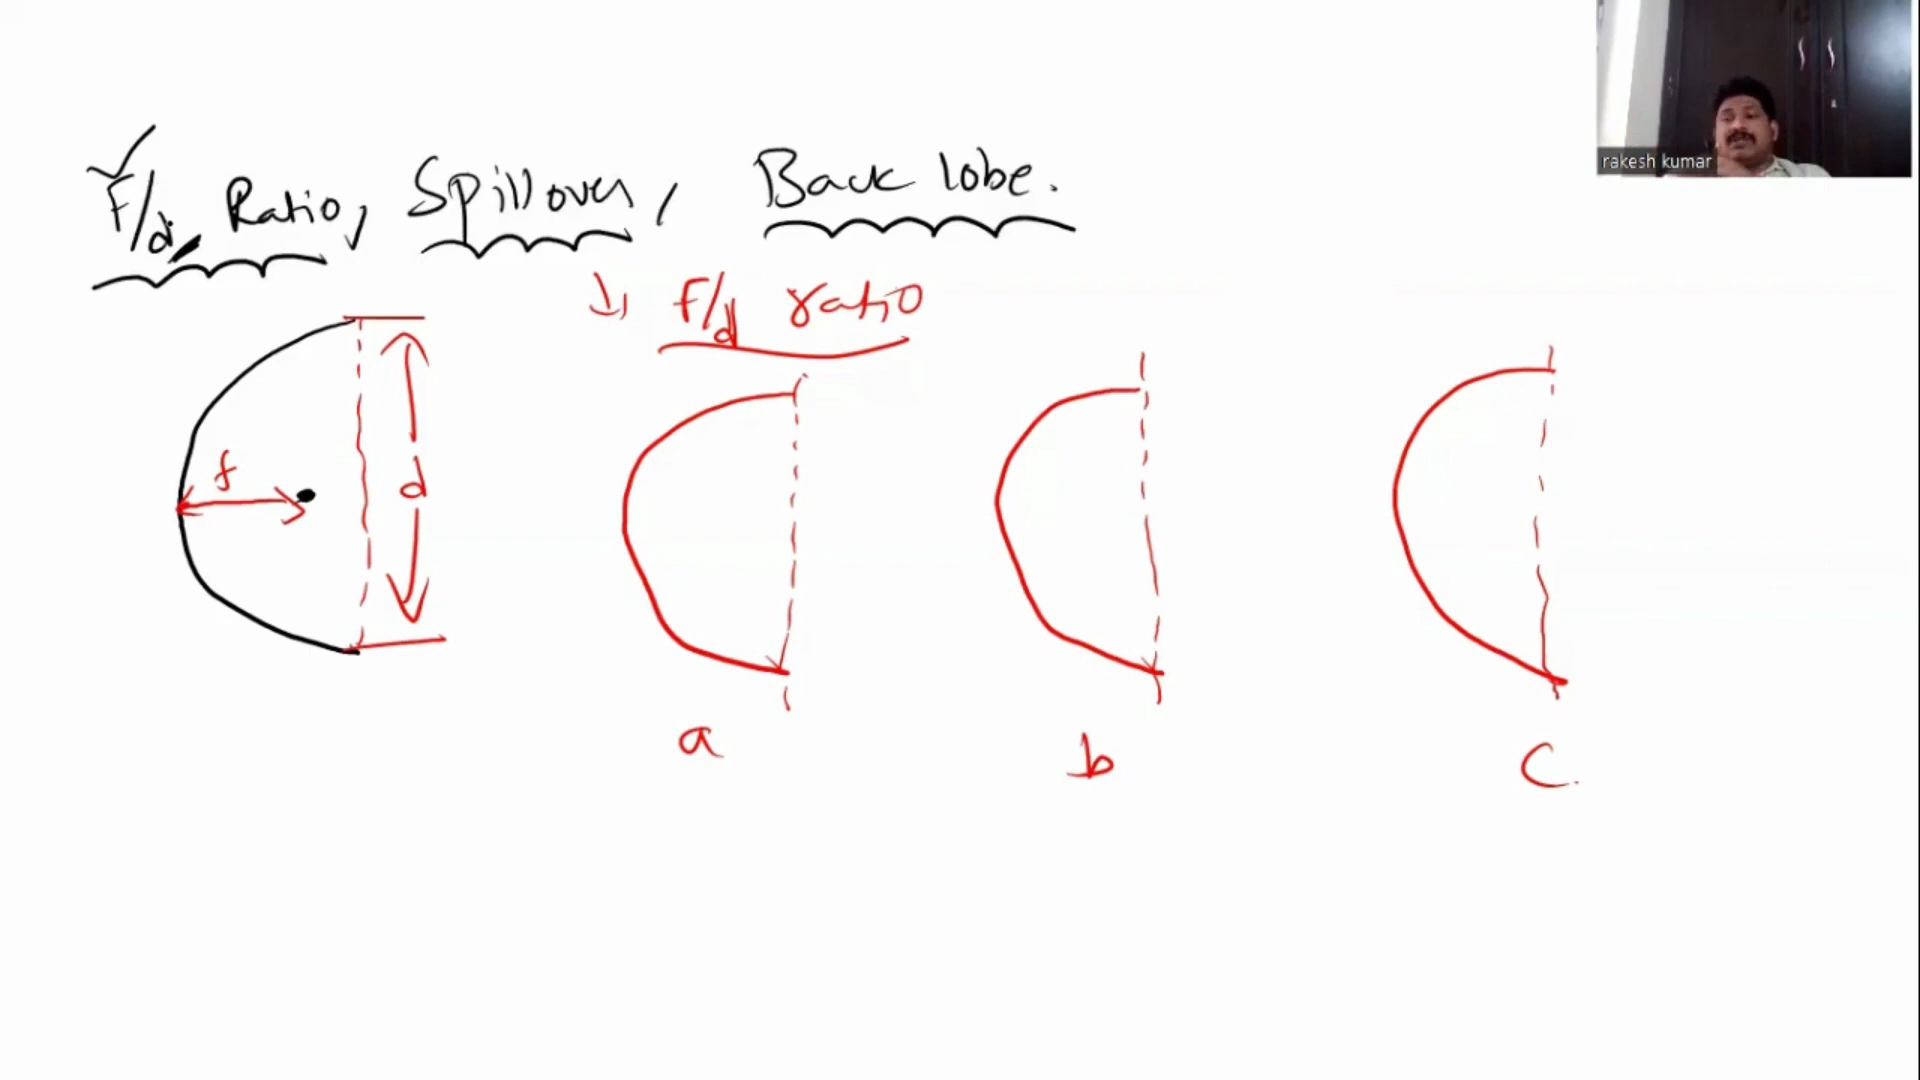 rakesh kumar
F/d Ratio, Spillover, Back lobe.
1) F/d ratio
f
d
a
b
c.